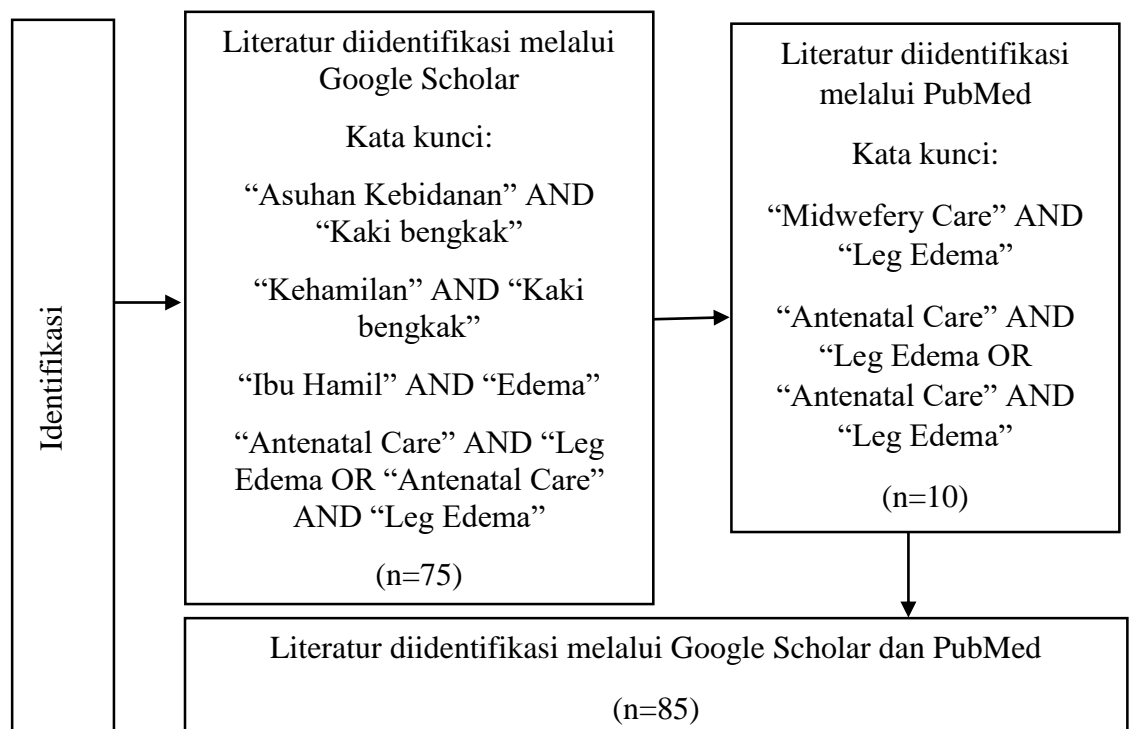 Identifikasi
Literatur diidentifikasi melalui
Google Scholar
Kata kunci:
“Asuhan Kebidanan” AND
“Kaki bengkak”
“Kehamilan” AND “Kaki
bengkak”
“Ibu Hamil” AND “Edema”
“Antenatal Care” AND “Leg
Edema OR “Antenatal Care”
AND “Leg Edema”
(n=75)
Literatur diidentifikasi
melalui PubMed
Kata kunci:
“Midwefery Care” AND
“Leg Edema”
“Antenatal Care” AND
“Leg Edema OR
“Antenatal Care” AND
“Leg Edema”
(n=10)
Literatur diidentifikasi melalui Google Scholar dan PubMed
(n=85)